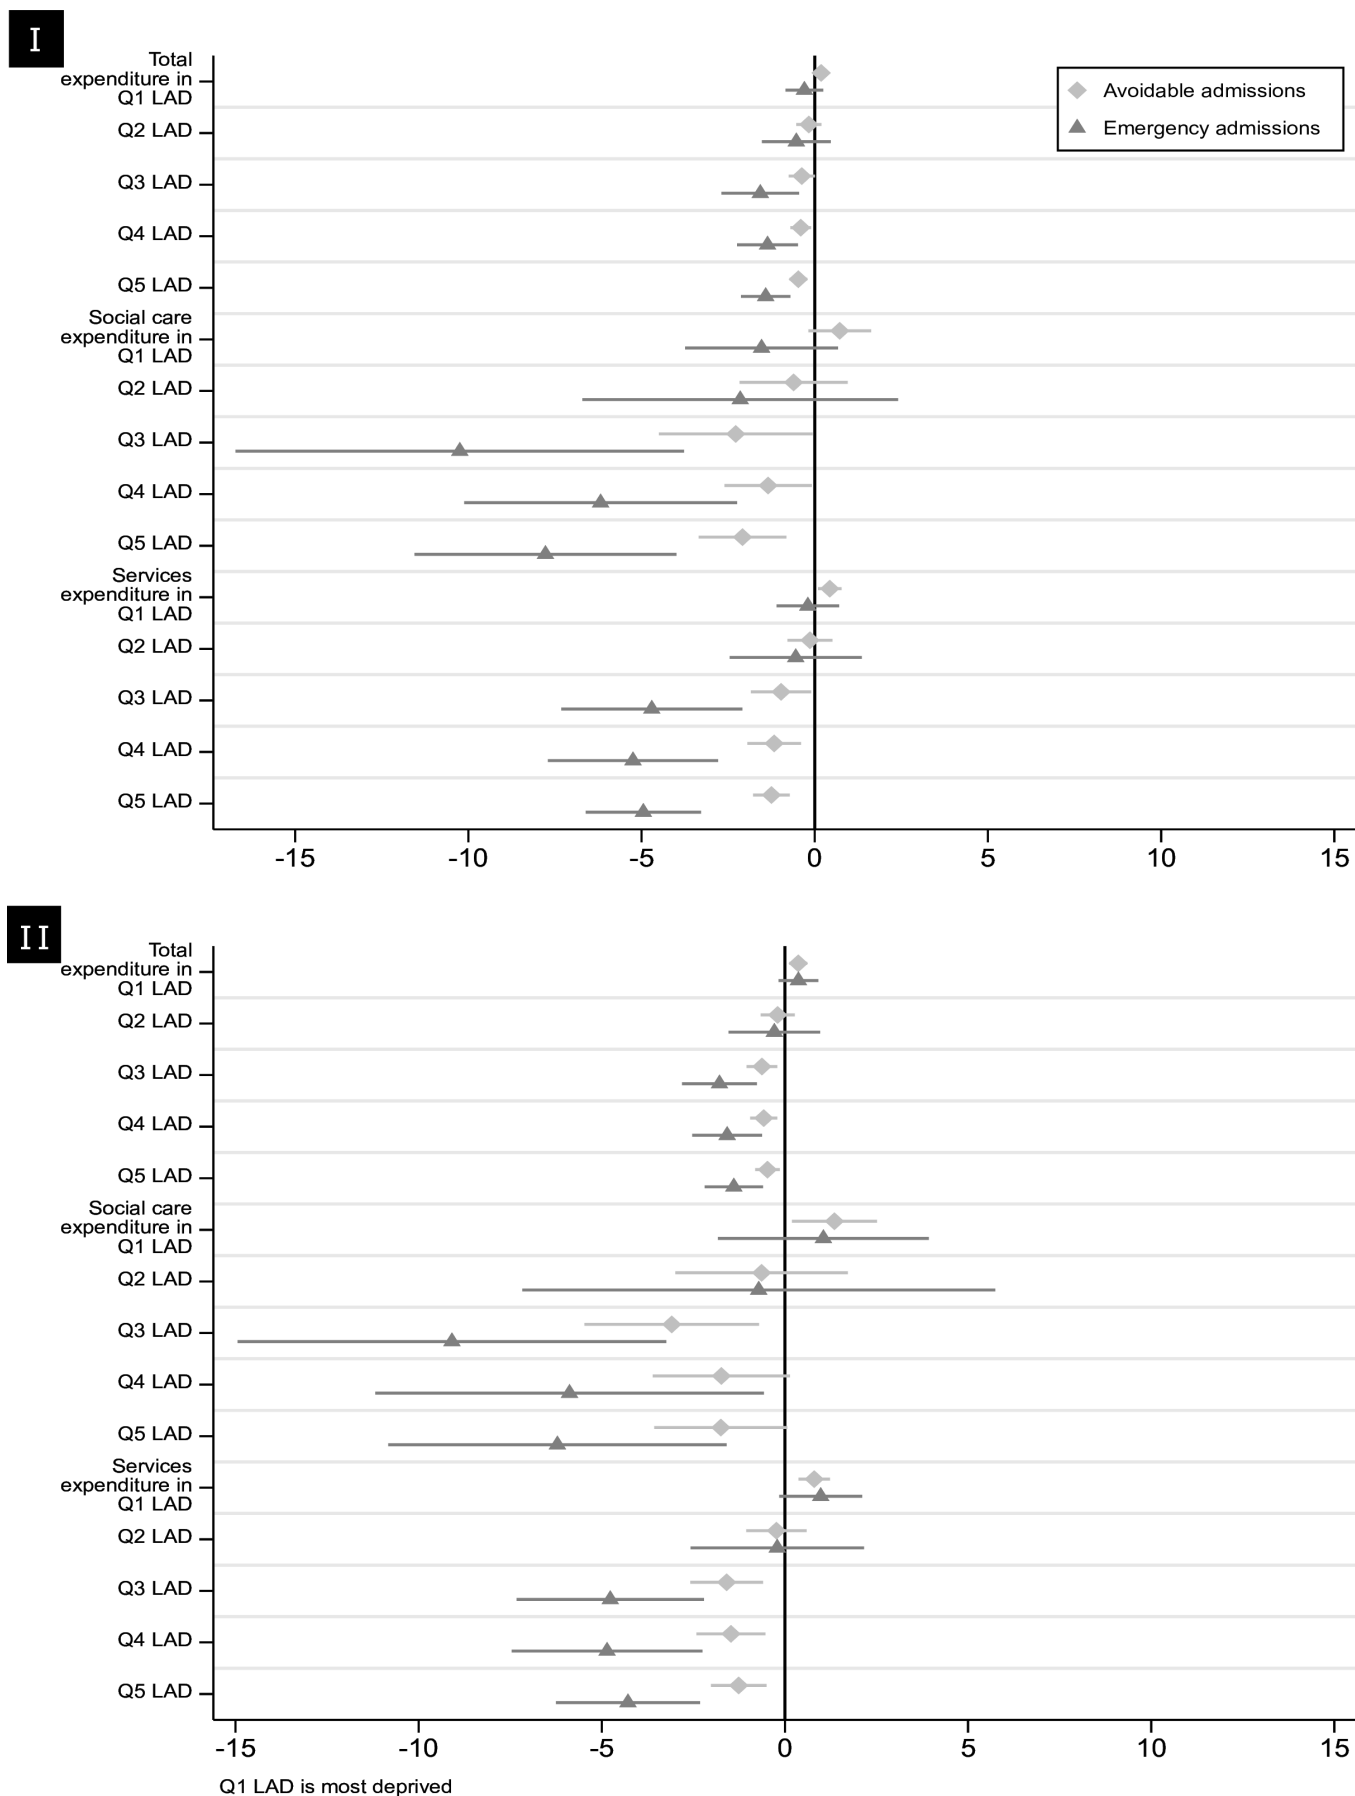 I
Total
expenditure in
Q1 LAD
Q2 LAD
Q3 LAD
Q4 LAD
Q5 LAD
Social care
expenditure in
Q1 LAD
Q2 LAD
Q3 LAD
Q4 LAD
Q5 LAD
Services
expenditure in
Q1 LAD
Q2 LAD
Q3 LAD
Q4 LAD
Q5 LAD
Avoidable admissions
Emergency admissions
-15 -10 -5 0 5 10 15
II
Total
expenditure in
Q1 LAD
Q2 LAD
Q3 LAD
Q4 LAD
Q5 LAD
Social care
expenditure in
Q1 LAD
Q2 LAD
Q3 LAD
Q4 LAD
Q5 LAD
Services
expenditure in
Q1 LAD
Q2 LAD
Q3 LAD
Q4 LAD
Q5 LAD
-15 -10 -5 0 5 10 15
Q1 LAD is most deprived